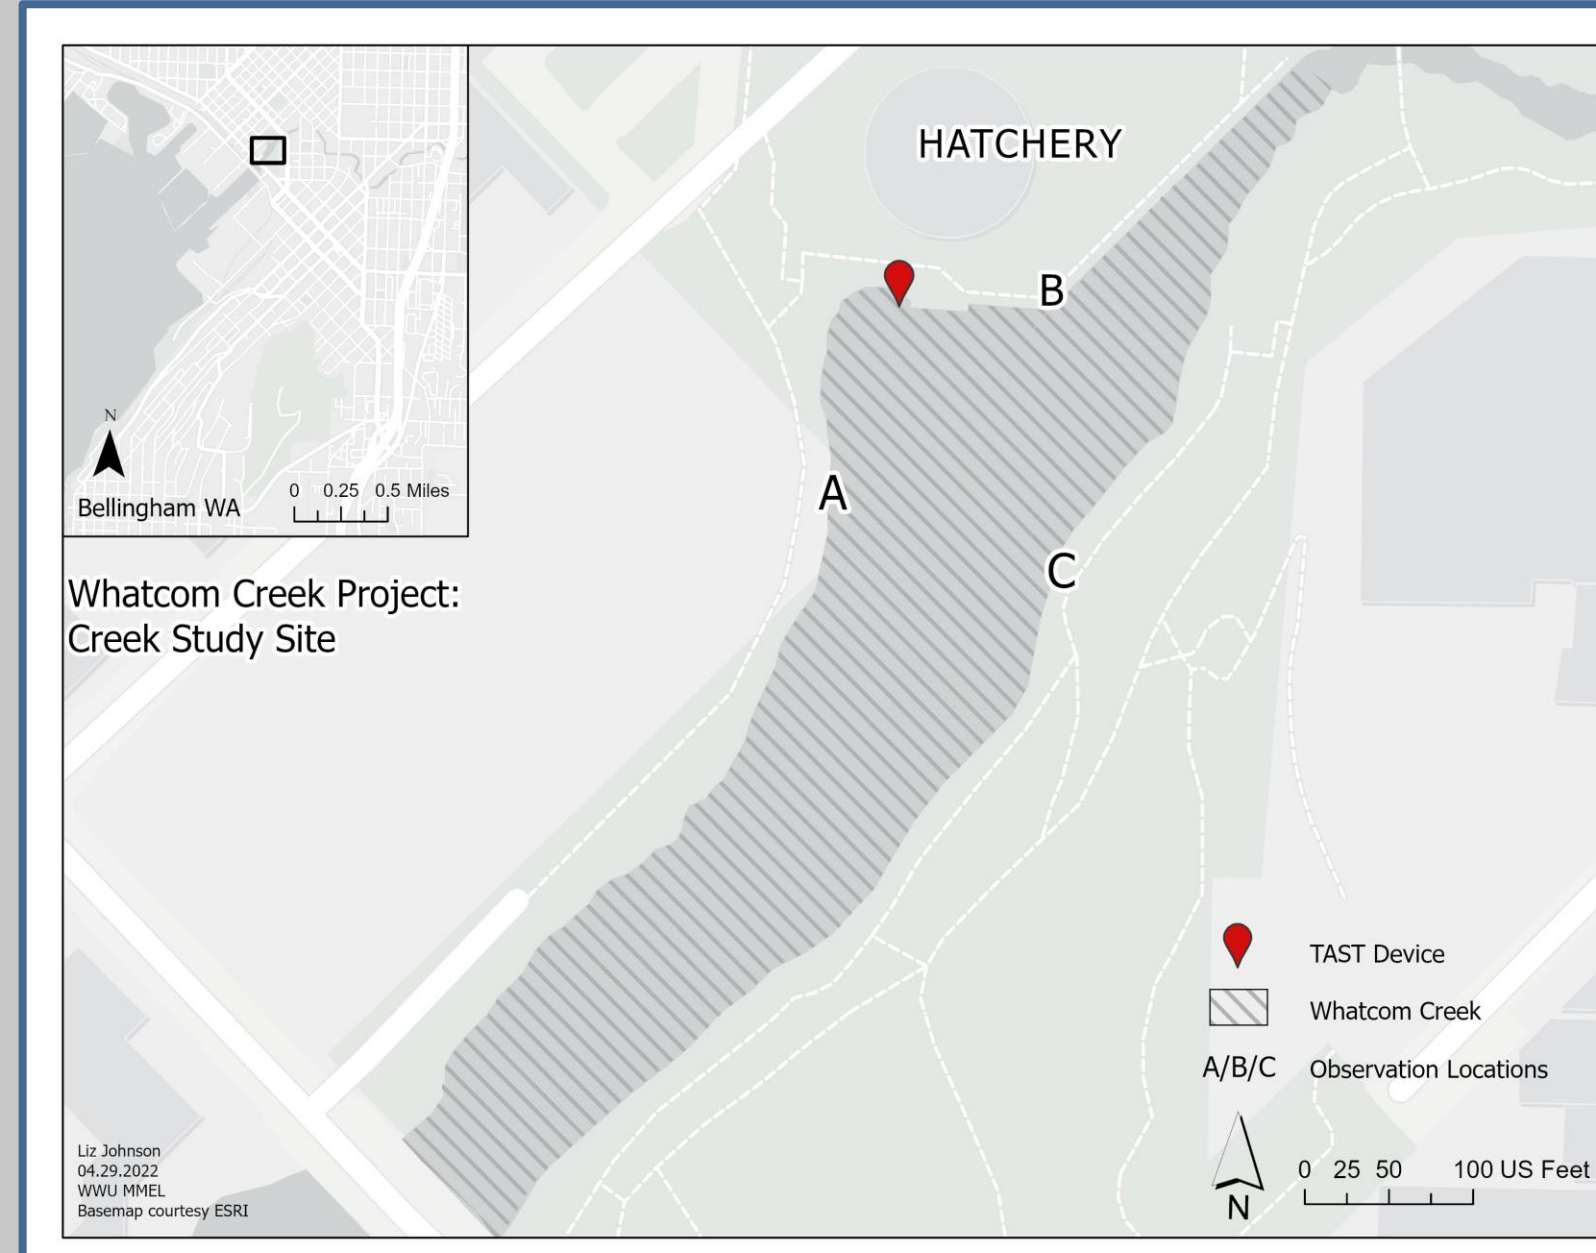 HATCHERY
B
A
C
N
Bellingham WA
0 0.25 0.5 Miles
Whatcom Creek Project:
Creek Study Site
TAST Device
Whatcom Creek
A/B/C Observation Locations
N
0 25 50 100 US Feet
Liz Johnson
04.29.2022
WWU MMEL
Basemap courtesy ESRI